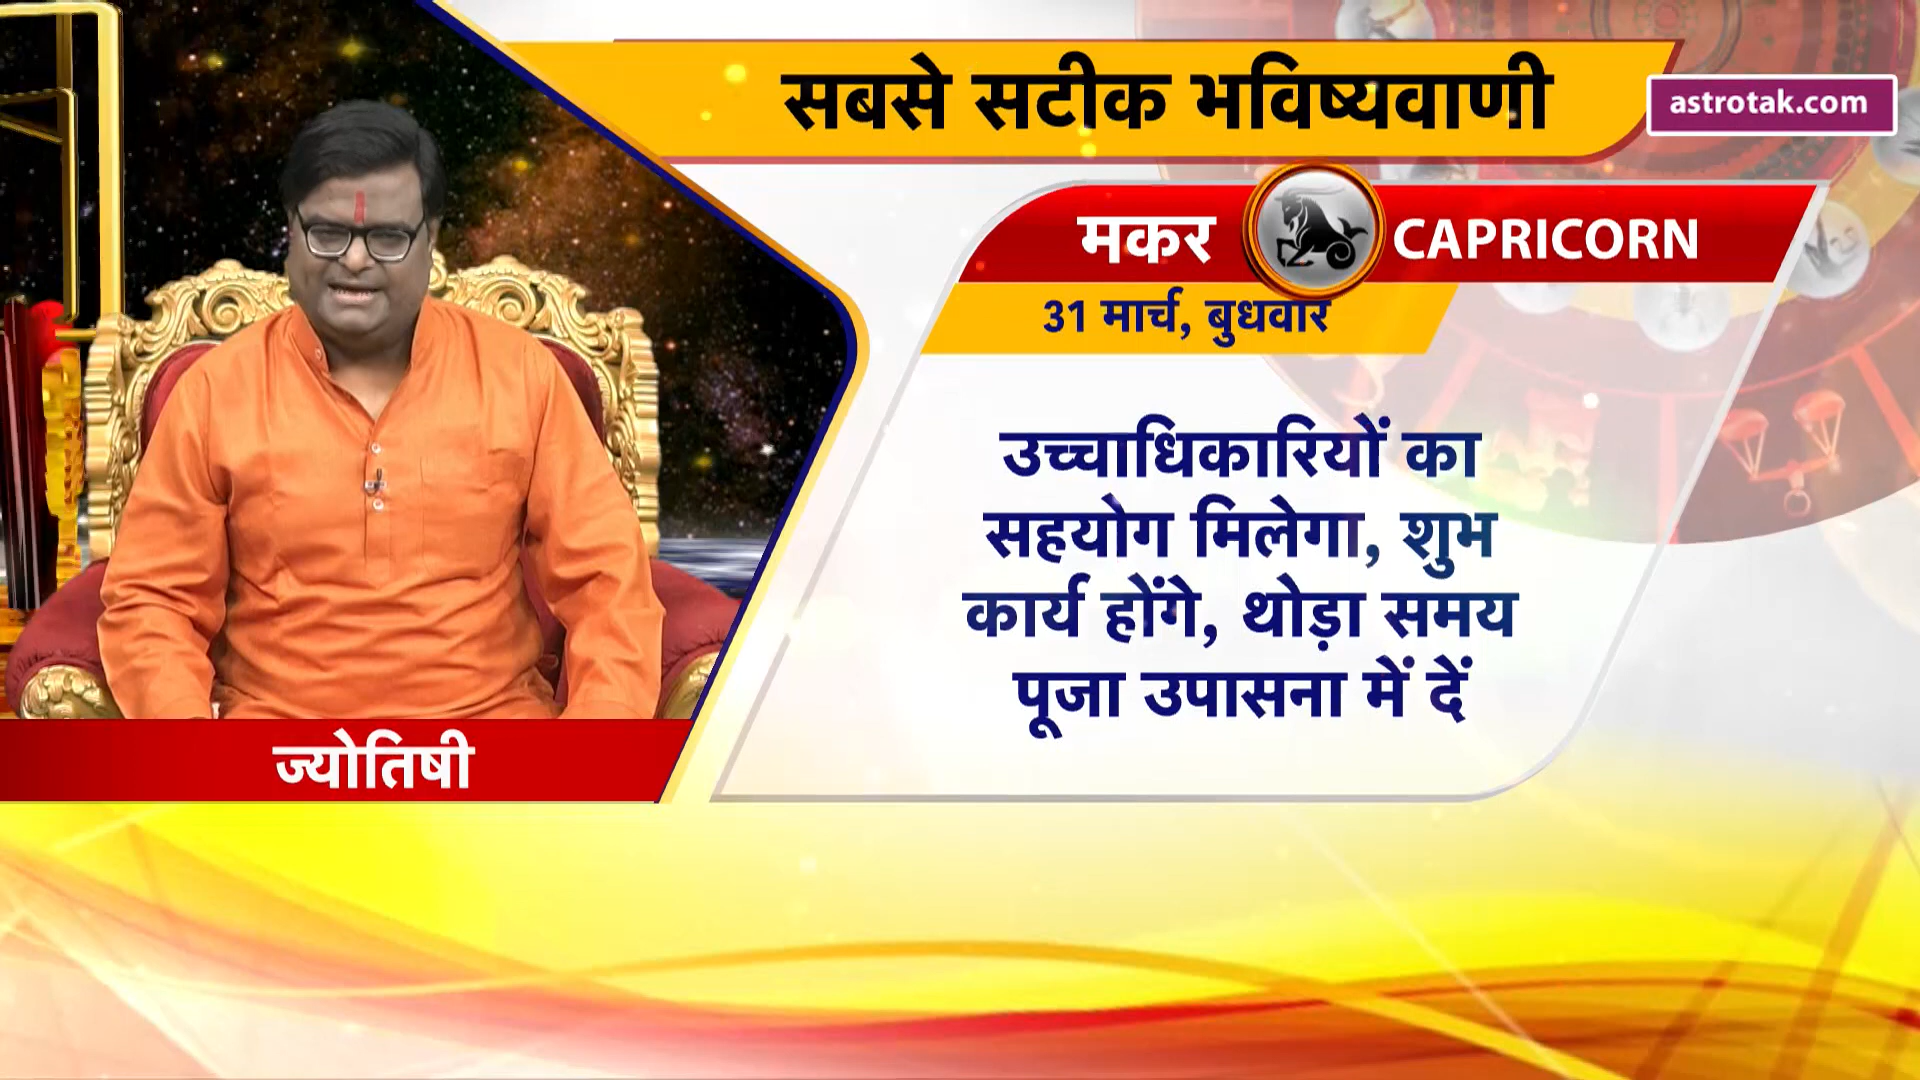 सबसे सटीक भविष्यवाणी
astrotak.com
मकर CAPRICORN
31 मार्च, बुधवार
उच्चाधिकारियों का
सहयोग मिलेगा, शुभ
कार्य होंगे, थोड़ा समय
पूजा उपासना में दें
ज्योतिषी